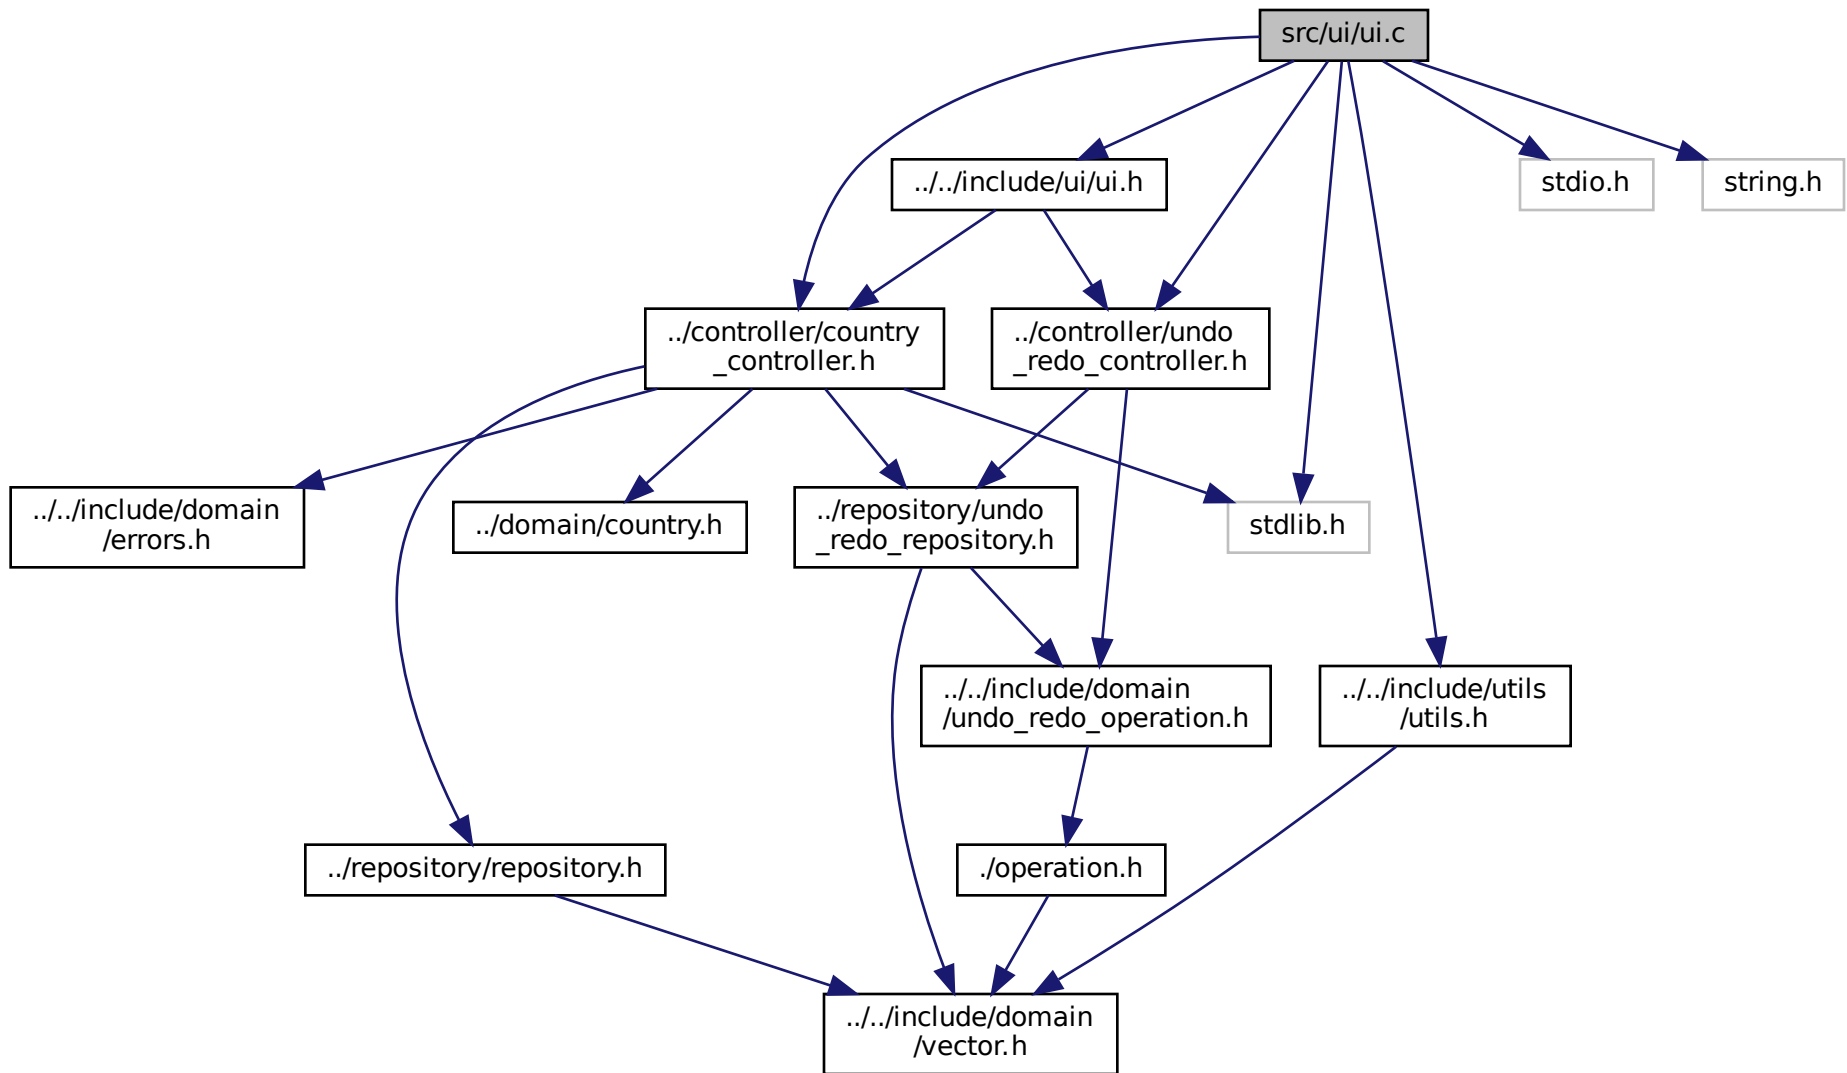 src/ui/ui.c
../../include/ui/ui.h
stdio.h
string.h
../controller/country
_controller.h
../controller/undo
_redo_controller.h
../../include/domain
/errors.h
../domain/country.h
../repository/undo
_redo_repository.h
stdlib.h
../../include/domain
/undo_redo_operation.h
../../include/utils
/utils.h
../repository/repository.h
./operation.h
../../include/domain
/vector.h